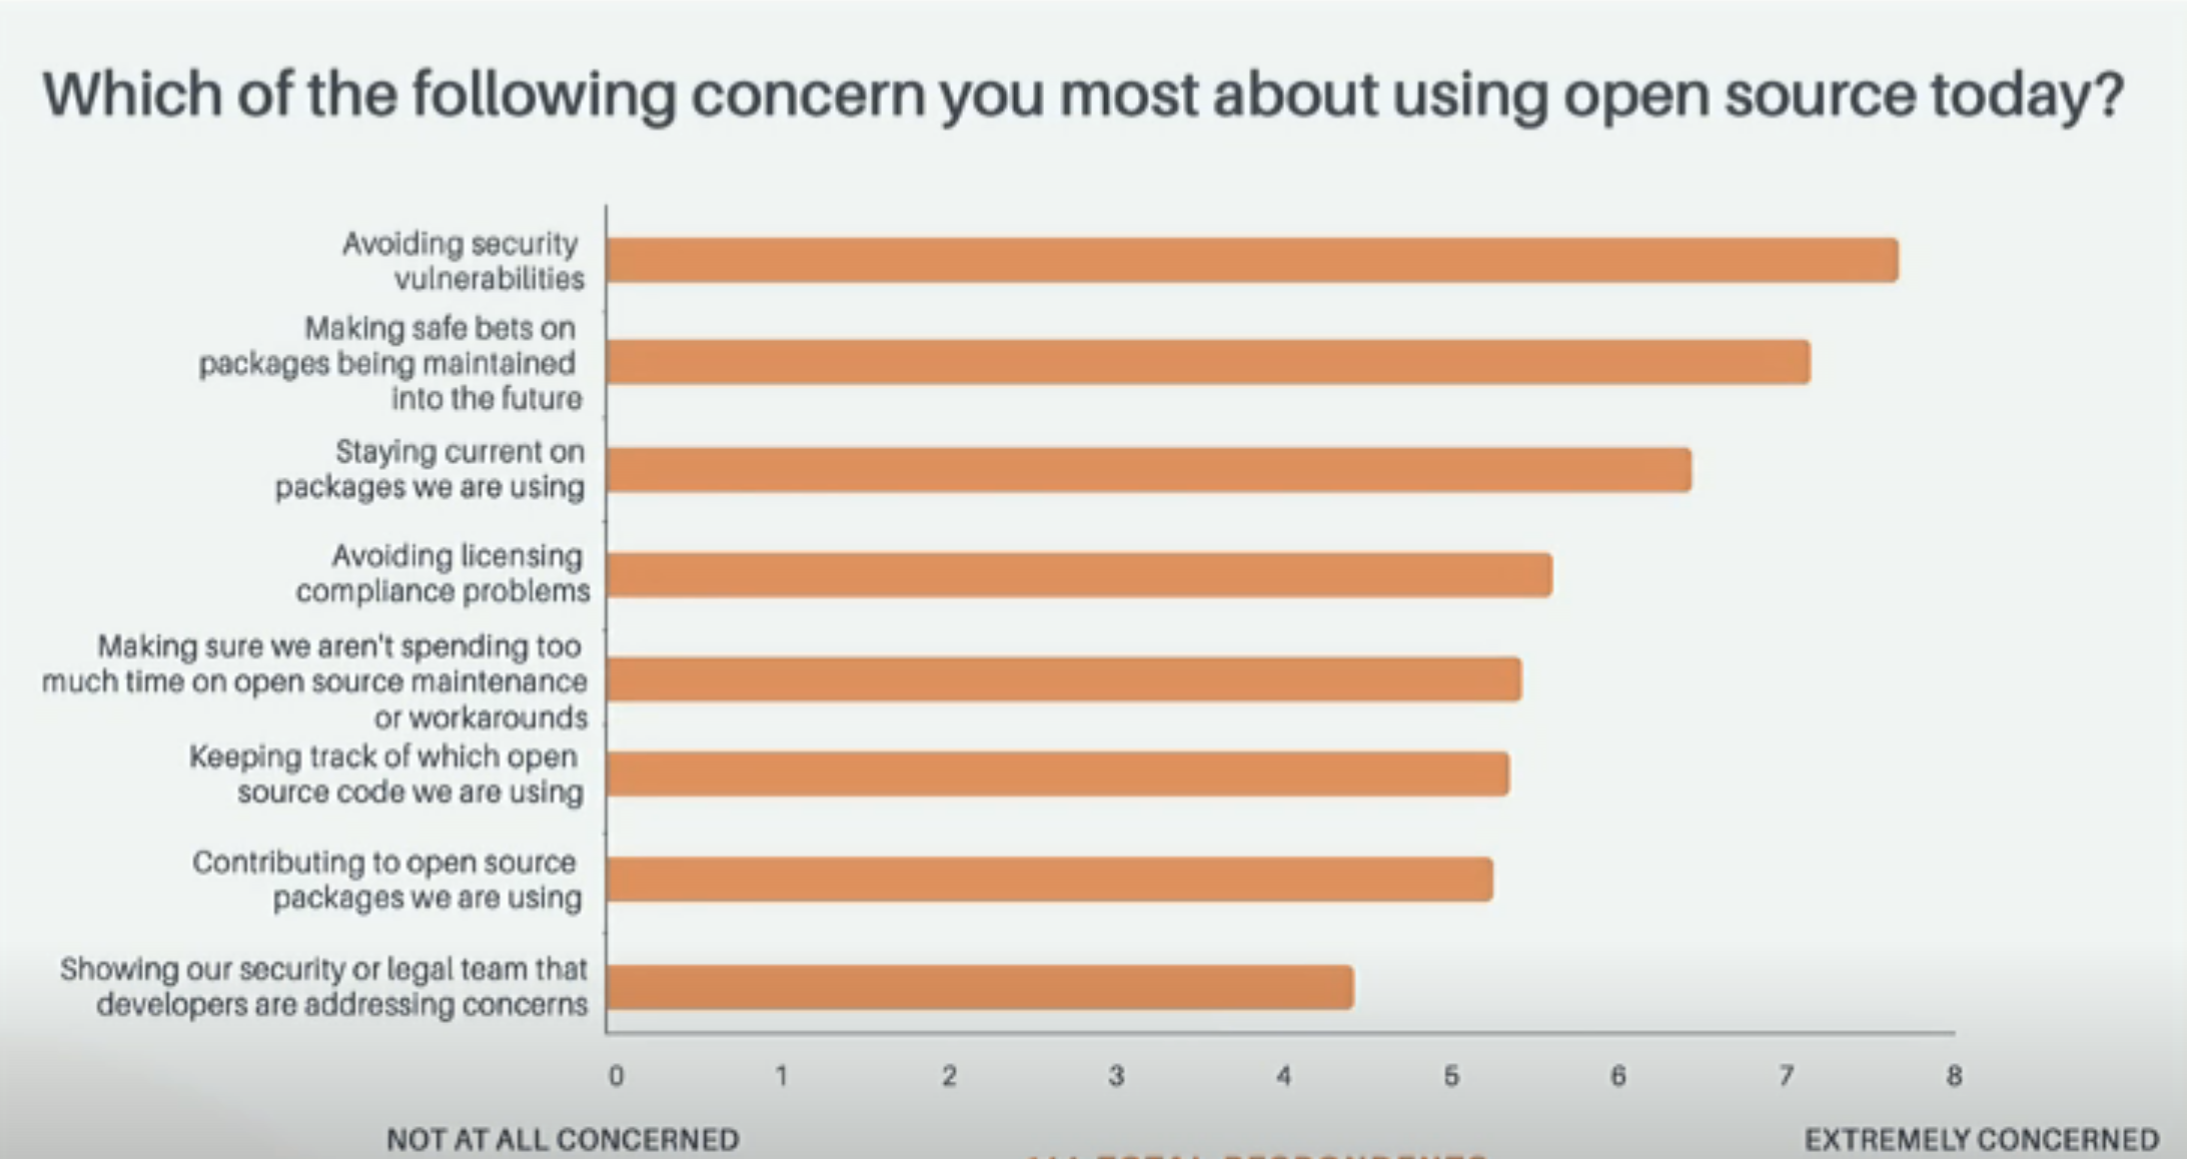 Which of the following concern you most about using open source today?
Avoiding security
vulnerabilities
Making safe bets on
packages being maintained
into the future
Staying current on
packages we are using
Avoiding licensing
compliance problems
Making sure we aren't spending too
much time on open source maintenance
or workarounds
Keeping track of which open
source code we are using
Contributing to open source
packages we are using
Showing our security or legal team that
developers are addressing concerns
0 1 2 3 4 5 6 7 8
NOT AT ALL CONCERNED EXTREMELY CONCERNED